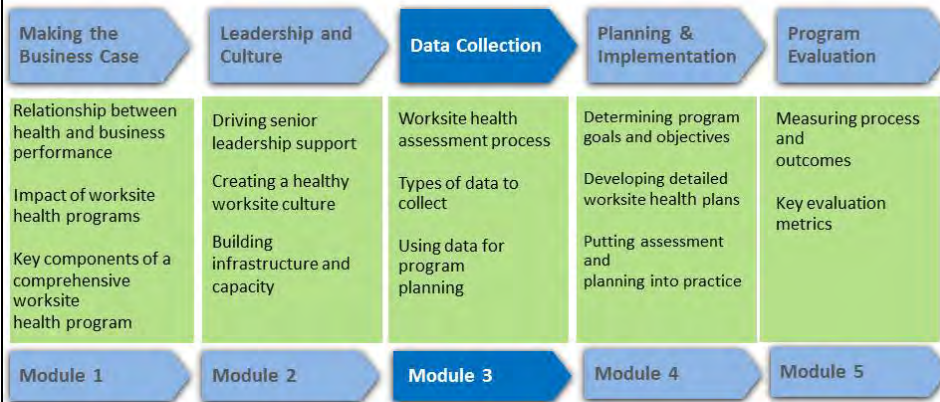 Making the
Business Case
Leadership and
Culture
Data Collection
Planning &
Implementation
Program
Evaluation
Relationship between
health and business
performance
Impact of worksite
health programs
Key components of a
comprehensive
worksite
health program
Driving senior
leadership support
Creating a healthy
worksite culture
Building
infrastructure and
capacity
Worksite health
assessment process
Types of data to
collect
Using data for
program
planning
Determining program
goals and objectives
Developing detailed
worksite health plans
Putting assessment
and
planning into practice
Measuring process
and
outcomes
Key evaluation
metrics
Module 1
Module 2
Module 3
Module 4
Module 5